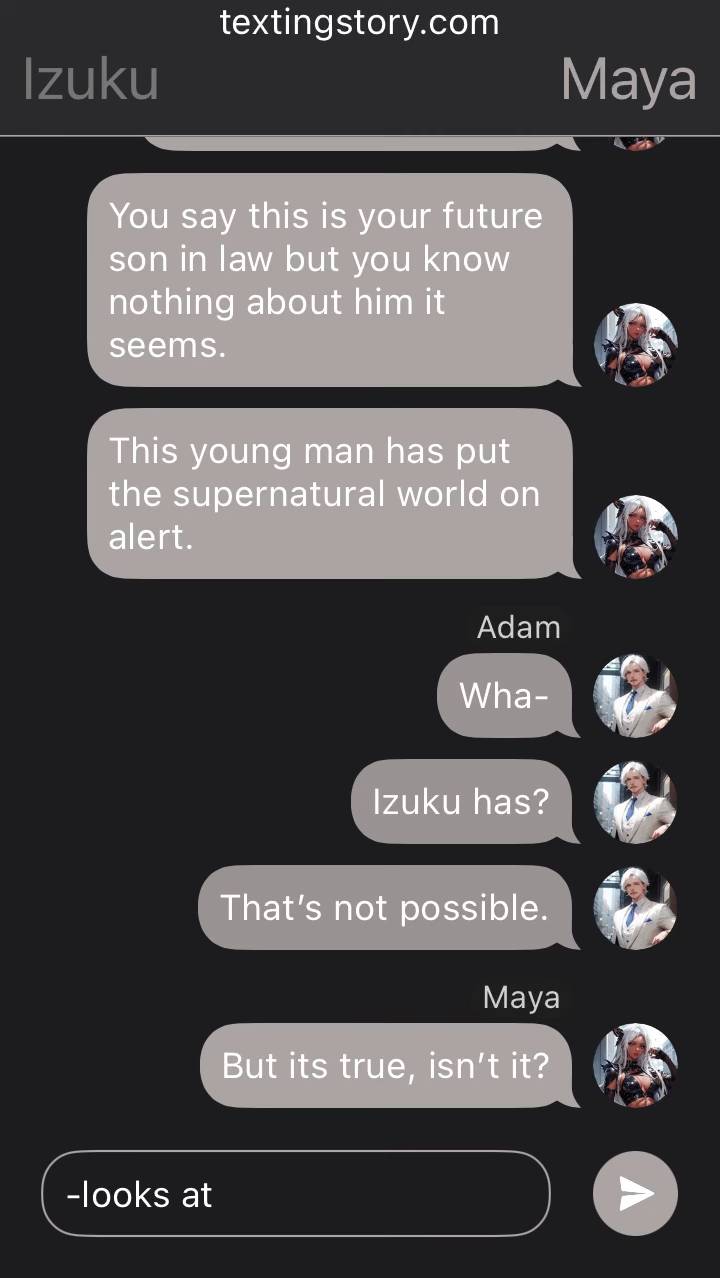 textingstory.com
Izuku
Maya
You say this is your future
son in law but you know
nothing about him it
seems.
This young man has put
the supernatural world on
alert.
Adam
Wha-
Izuku has?
That’s not possible.
Maya
But its true, isn’t it?
-looks at